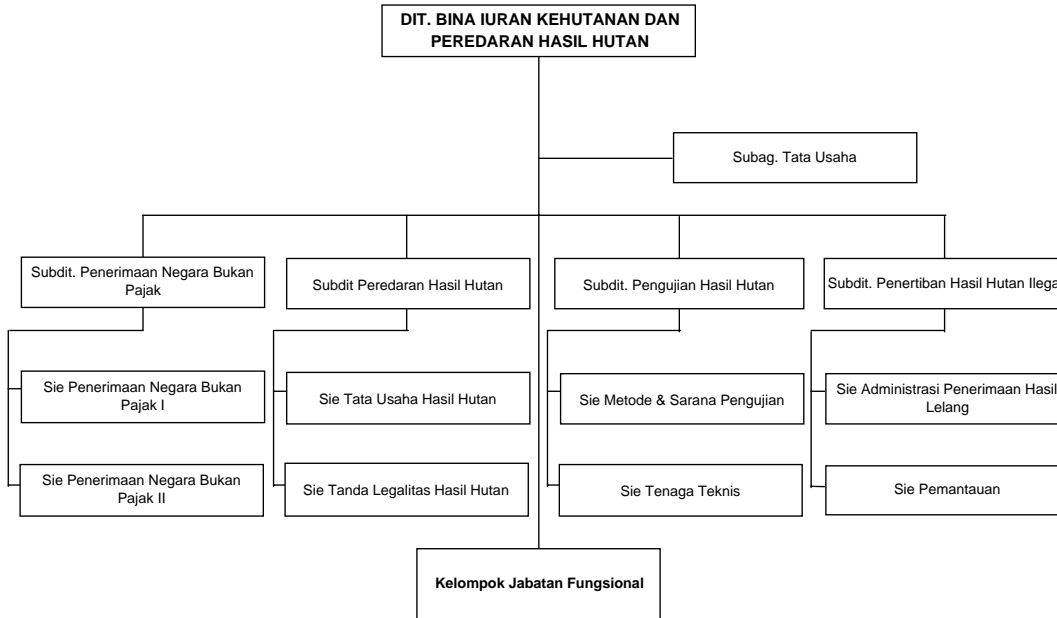 DIT. BINA IURAN KEHUTANAN DAN
PEREDARAN HASIL HUTAN
Subag. Tata Usaha
Subdit. Penerimaan Negara Bukan
Pajak
Subdit Peredaran Hasil Hutan
Subdit. Pengujian Hasil Hutan
Subdit. Penertiban Hasil Hutan Ilega
Sie Penerimaan Negara Bukan
Pajak I
Sie Tata Usaha Hasil Hutan
Sie Metode & Sarana Pengujian
Sie Administrasi Penerimaan Hasil
Lelang
Sie Penerimaan Negara Bukan
Pajak II
Sie Tanda Legalitas Hasil Hutan
Sie Tenaga Teknis
Sie Pemantauan
Kelompok Jabatan Fungsional